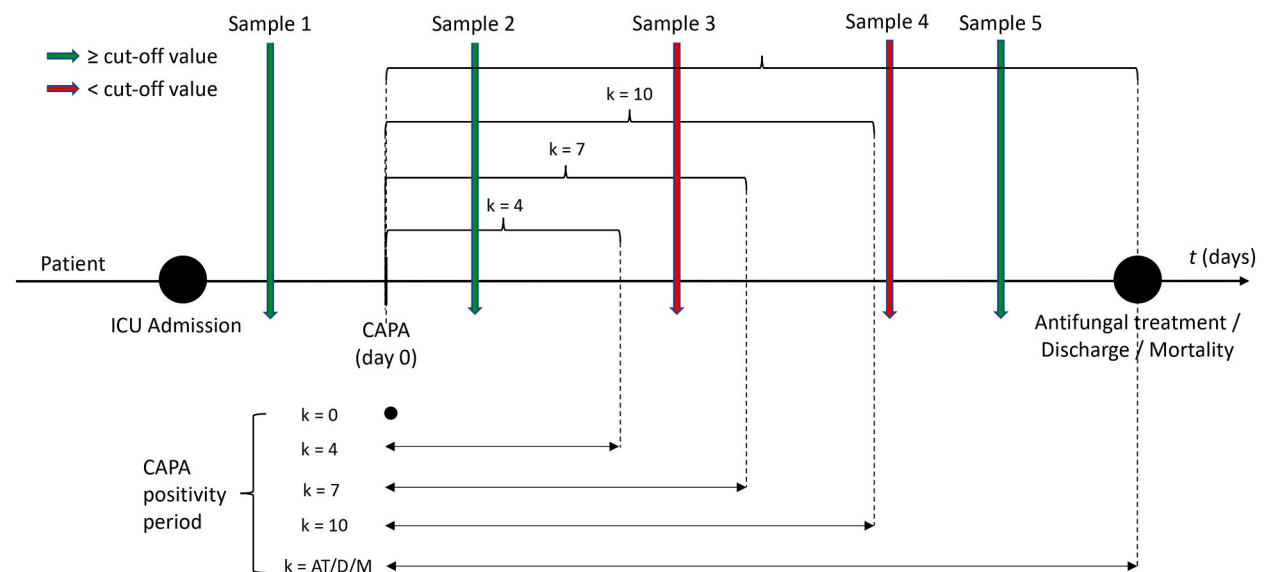 Sample 1
Sample 2
Sample 3
Sample 4
Sample 5
≥ cut-off value
< cut-off value
k = 10
k = 7
k = 4
Patient
t (days)
ICU Admission
CAPA
(day 0)
Antifungal treatment /
Discharge / Mortality
CAPA
positivity
period
k = 0
k = 4
k = 7
k = 10
k = AT/D/M